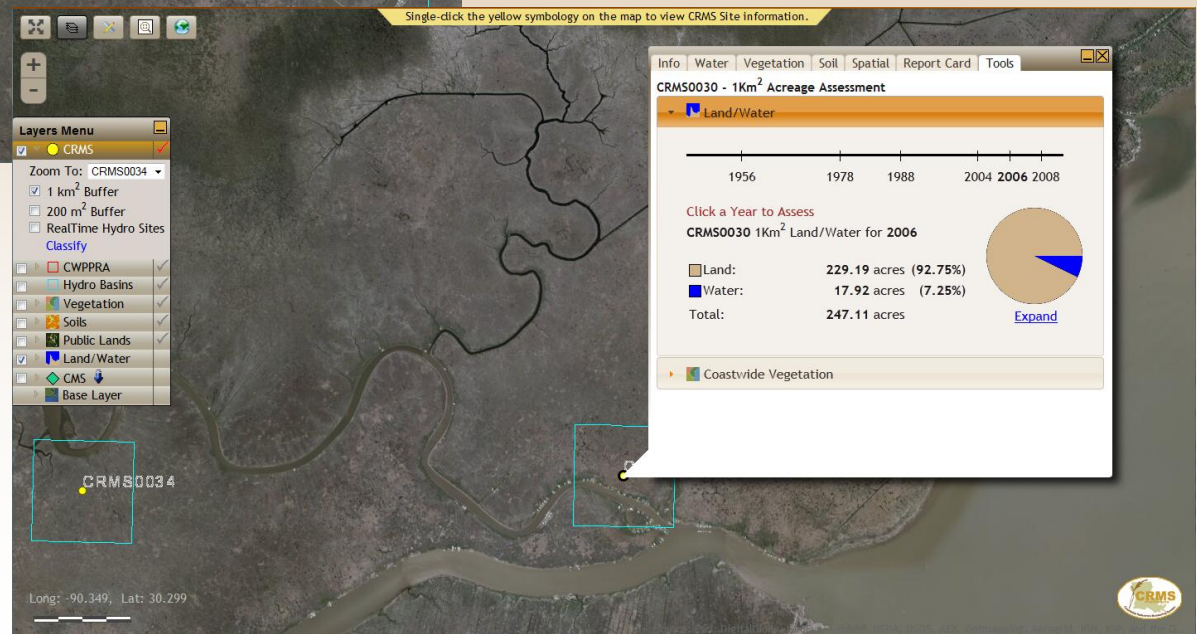 Single-click the yellow symbology on the map to view CRMS Site information.
+
-
Layers Menu
CRMS
Zoom To: CRMS0034
1 km² Buffer
200 m² Buffer
RealTime Hydro Sites
Classify
CWPPRA
Hydro Basins
Vegetation
Soils
Public Lands
Land/Water
CMS
Base Layer
Info Water Vegetation Soil Spatial Report Card Tools
CRMS0030 - 1Km² Acreage Assessment
Land/Water
1956 1978 1988 2004 2006 2008
Click a Year to Assess
CRMS0030 1Km² Land/Water for 2006
Land: 229.19 acres (92.75%)
Water: 17.92 acres (7.25%)
Total: 247.11 acres
Expand
Coastwide Vegetation
CRMS0034
Long: -90.349, Lat: 30.299
CRMS